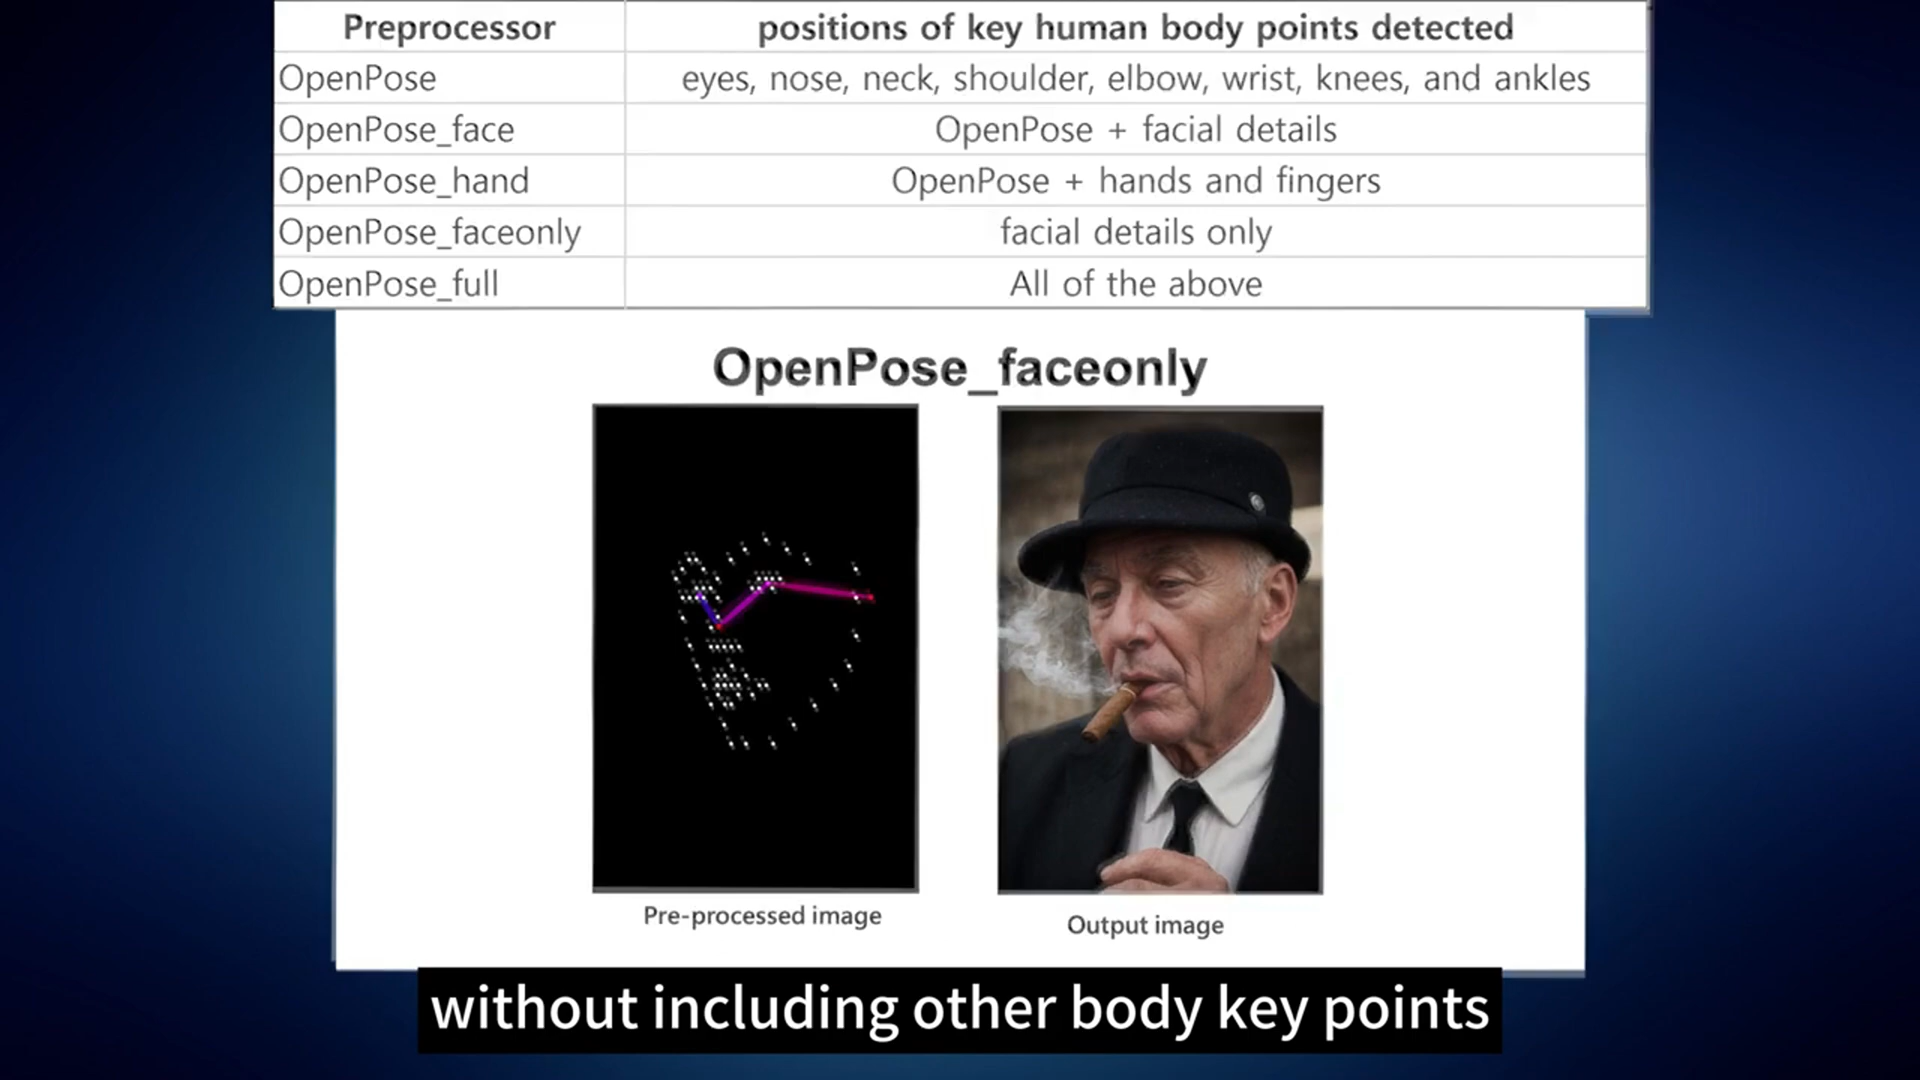 Preprocessor positions of key human body points detected
OpenPose eyes, nose, neck, shoulder, elbow, wrist, knees, and ankles
OpenPose_face OpenPose + facial details
OpenPose_hand OpenPose + hands and fingers
OpenPose_faceonly facial details only
OpenPose_full All of the above
OpenPose_faceonly
Pre-processed image
Output image
without including other body key points